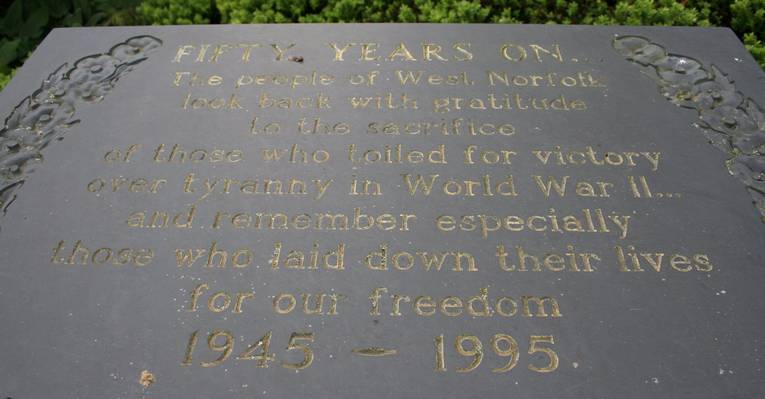 FIFTY YEARS ON...
The people of West Norfolk
look back with gratitude
to the sacrifice
of those who toiled for victory
over tyranny in World War II...
and remember especially
those who laid down their lives
for our freedom
1945 – 1995